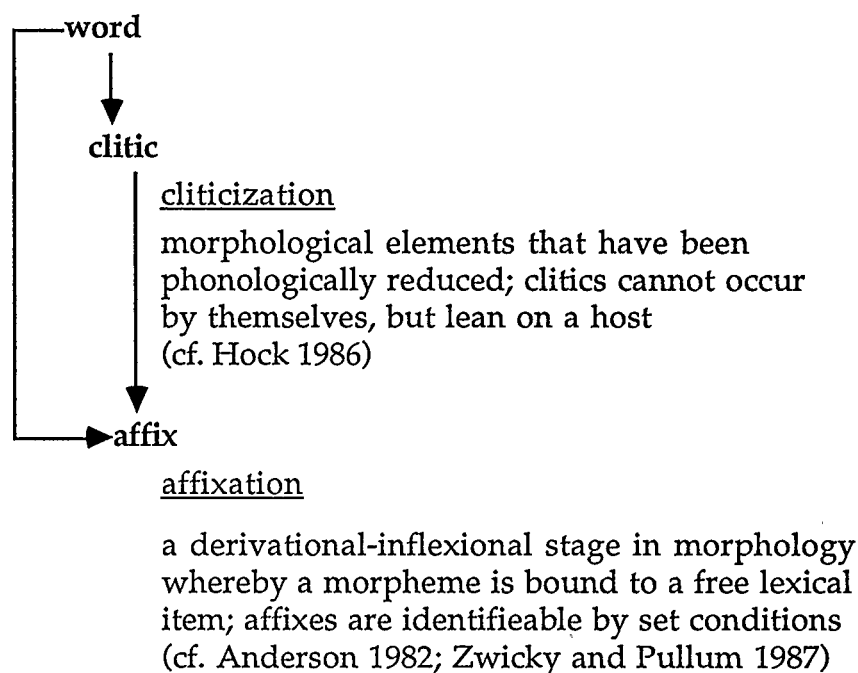 word
clitic
cliticization
morphological elements that have been
phonologically reduced; clitics cannot occur
by themselves, but lean on a host
(cf. Hock 1986)
affix
affixation
a derivational-inflexional stage in morphology
whereby a morpheme is bound to a free lexical
item; affixes are identifieable by set conditions
(cf. Anderson 1982; Zwicky and Pullum 1987)